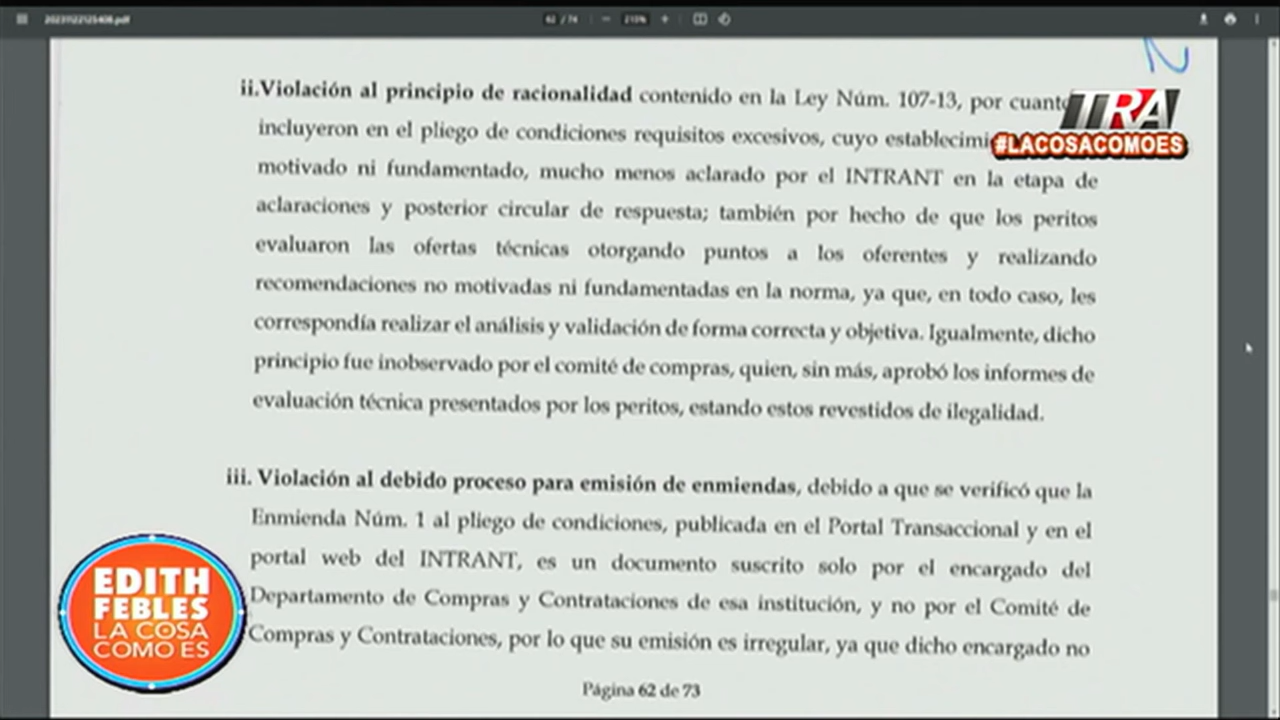 20231122125408.pdf
62 / 74
210%
ii.Violación al principio de racionalidad contenido en la Ley Núm. 107-13, por cuanto
incluyeron en el pliego de condiciones requisitos excesivos, cuyo
motivado ni fundamentado, mucho menos aclarado por el INTRANT en la etapa de
aclaraciones y posterior circular de respuesta; también por hecho de que los peritos
evaluaron las ofertas técnicas otorgando puntos a los oferentes y realizando
recomendaciones no motivadas ni fundamentadas en la norma, ya que, en todo caso, les
correspondía realizar el análisis y validación de forma correcta y objetiva. Igualmente, dicho
principio fue inobservado por el comité de compras, quien, sin más, aprobó los informes de
evaluación técnica presentados por los peritos, estando estos revestidos de ilegalidad.
iii. Violación al debido proceso para emisión de enmiendas, debido a que se verificó que la
Enmienda Núm. 1 al pliego de condiciones, publicada en el Portal Transaccional y en el
portal web del INTRANT, es un documento suscrito solo por el encargado del
Departamento de Compras y Contrataciones de esa institución, y no por el Comité de
Compras y Contrataciones, por lo que su emisión es irregular, ya que dicho encargado no
Página 62 de 73
TRA
#LACOSACOMOES
EDITH
FEBLES
LA COSA
COMO ES